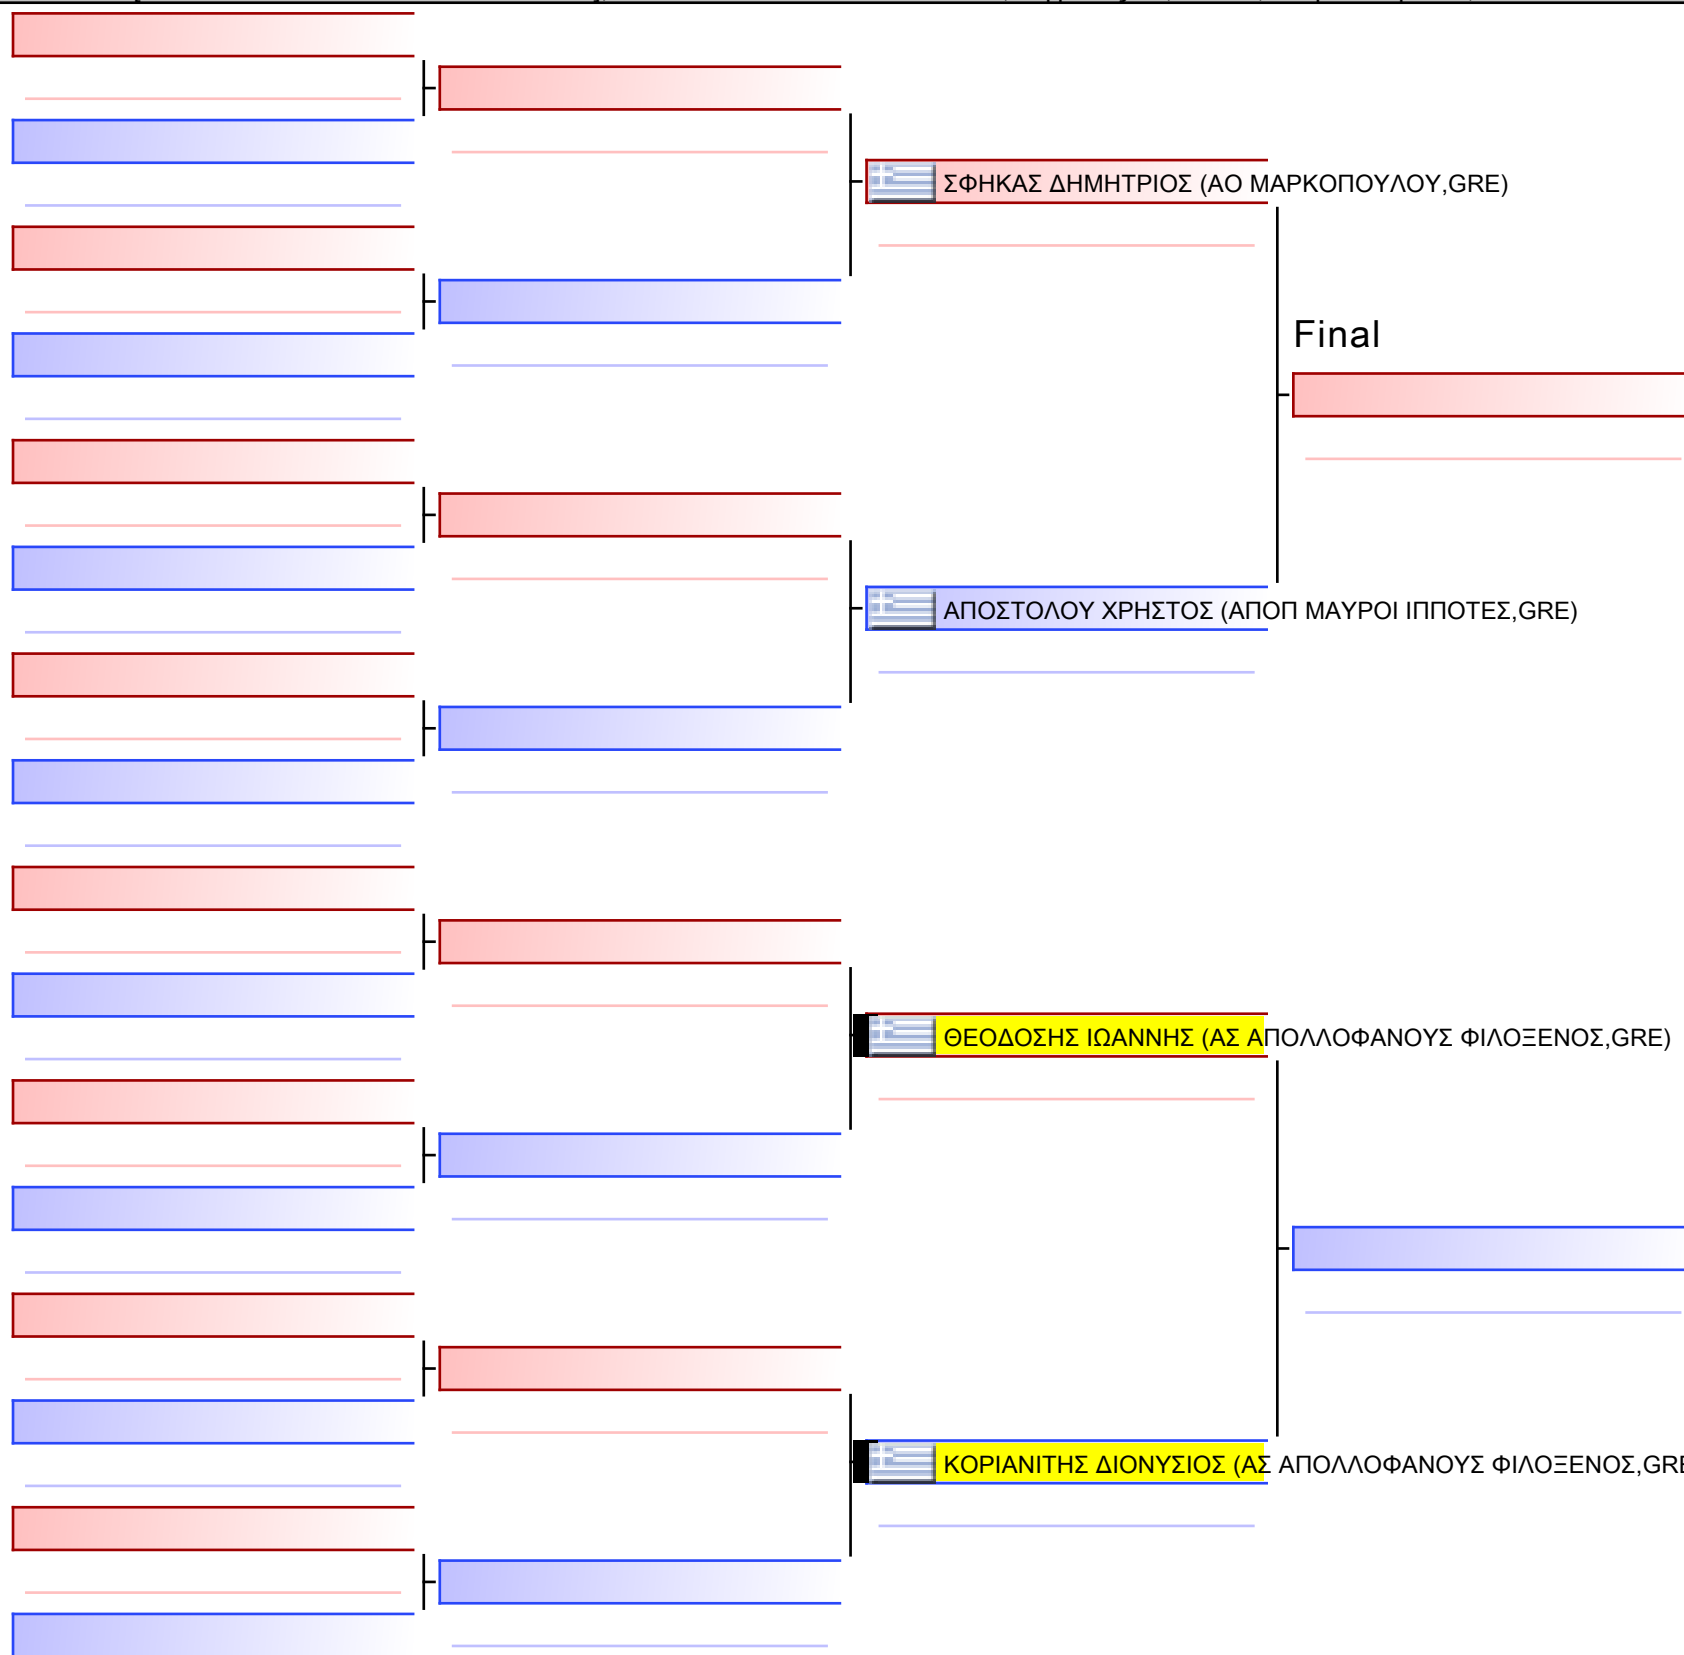 ΣΦΗΚΑΣ ΔΗΜΗΤΡΙΟΣ (ΑΟ ΜΑΡΚΟΠΟΥΛΟΥ,GRE)
Final
ΑΠΟΣΤΟΛΟΥ ΧΡΗΣΤΟΣ (ΑΠΟΠ ΜΑΥΡΟΙ ΙΠΠΟΤΕΣ,GRE)
ΘΕΟΔΟΣΗΣ ΙΩΑΝΝΗΣ (ΑΣ ΑΠΟΛΛΟΦΑΝΟΥΣ ΦΙΛΟΞΕΝΟΣ,GRE)
ΚΟΡΙΑΝΙΤΗΣ ΔΙΟΝΥΣΙΟΣ (ΑΣ ΑΠΟΛΛΟΦΑΝΟΥΣ ΦΙΛΟΞΕΝΟΣ,GRE